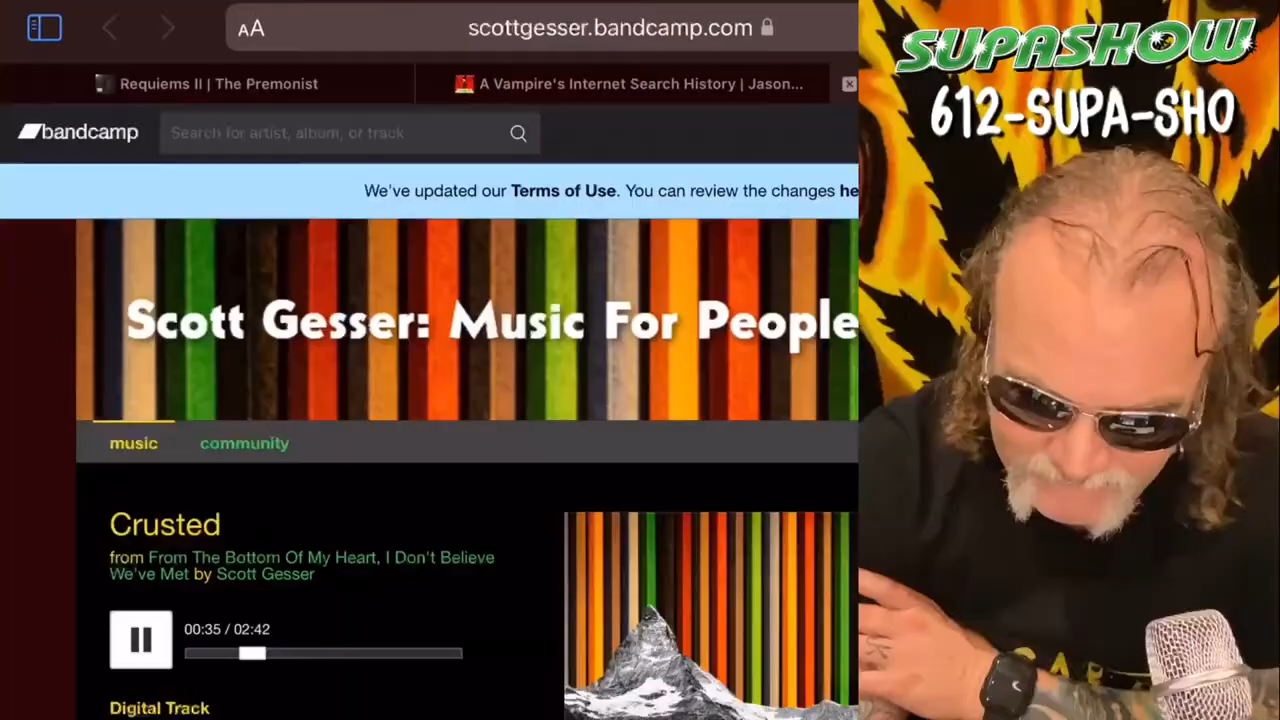 AA
scottgesser.bandcamp.com
Requiems II | The Premonist
A Vampire's Internet Search History | Jason...
bandcamp
Search for artist, album, or track
We've updated our Terms of Use. You can review the changes he
Scott Gesser: Music For People
music
community
Crusted
from From The Bottom Of My Heart, I Don't Believe
We've Met by Scott Gesser
00:35 / 02:42
Digital Track
SUPASHOW
612-SUPA-SHO